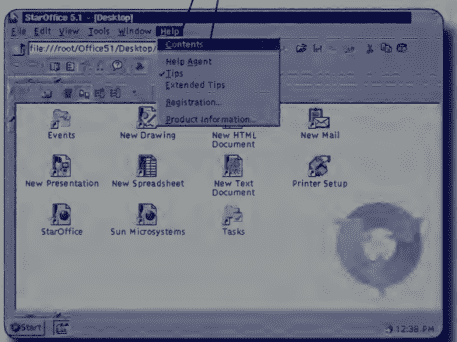 StarOffice 5.1 - [Desktop]
File Edit View Tools Window Help
file:///root/Office51/Desktop/
Contents
Help Agent
Tips
Extended Tips
Registration...
Product Information...
Events
New Drawing
New HTML
Document
New Mail
New Presentation
New Spreadsheet
New Text
Document
Printer Setup
StarOffice
Sun Microsystems
Tasks
Start
12:38 PM